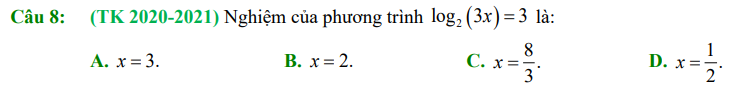 Câu 8: (TK 2020-2021) Nghiệm của phương trình log₂(3x) = 3 là:
A. x = 3. B. x = 2. C. x = 8/3. D. x = 1/2.